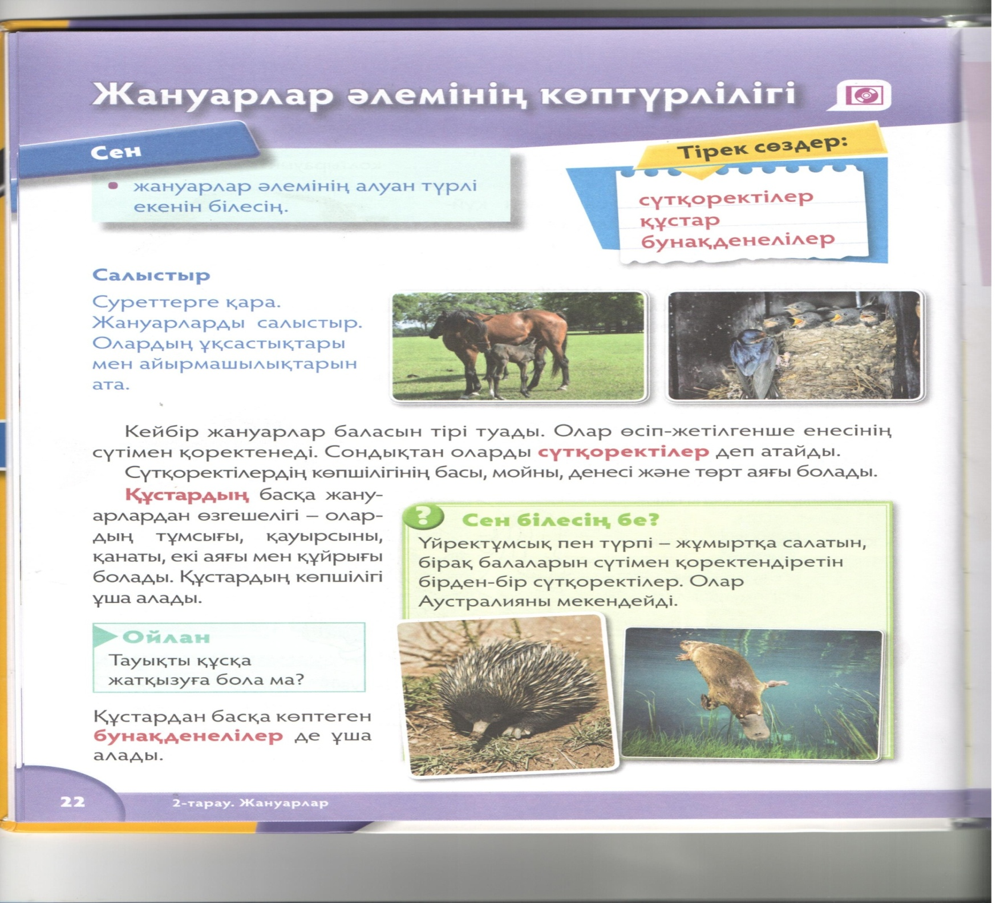 Жануарлар әлемінің көптүрлілігі
Сен
• жануарлар әлемінің алуан түрлі
екенін білесің.
Тірек сөздер:
сүтқоректілер
құстар
бунақденелілер
Салыстыр
Суреттерге қара.
Жануарларды салыстыр.
Олардың ұқсастықтары
мен айырмашылықтарын
ата.
Кейбір жануарлар баласын тірі туады. Олар өсіп-жетілгенше енесінің
сүтімен қоректенеді. Сондықтан оларды сүтқоректілер деп атайды.
Сүтқоректілердің көпшілігінің басы, мойны, денесі және төрт аяғы болады.
Құстардың басқа жану-
арлардан өзгешелігі – олар-
дың тұмсығы, қауырсыны,
қанаты, екі аяғы мен құйрығы
болады. Құстардың көпшілігі
ұша алады.
Ойлан
Тауықты құсқа
жатқызуға бола ма?
Құстардан басқа көптеген
бунақденелілер де ұша
алады.
? Сен білесің бе?
Үйректұмсық пен түрпі – жұмыртқа салатын,
бірақ балаларын сүтімен қоректендіретін
бірден-бір сүтқоректілер. Олар
Аустралияны мекендейді.
22
2-тарау. Жануарлар